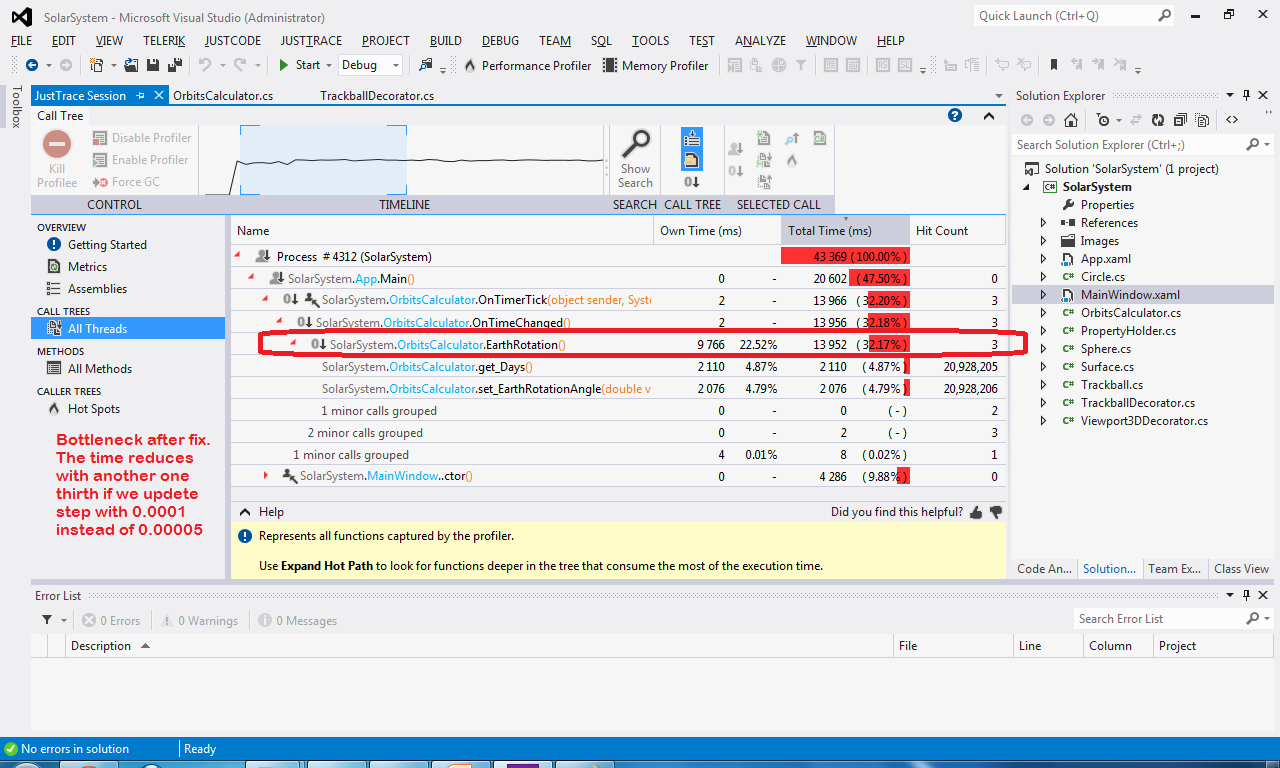 SolarSystem - Microsoft Visual Studio (Administrator)
Quick Launch (Ctrl+Q)
FILE EDIT VIEW TELERIK JUSTCODE JUSTTRACE PROJECT BUILD DEBUG TEAM SQL TOOLS TEST ANALYZE WINDOW HELP
Start Debug Performance Profiler Memory Profiler
Toolbox
JustTrace Session OrbitsCalculator.cs TrackballDecorator.cs
Call Tree
Kill Profilee
Disable Profiler
Enable Profiler
Force GC
Show Search
CONTROL TIMELINE SEARCH CALL TREE SELECTED CALL
OVERVIEW
Getting Started
Metrics
Assemblies
CALL TREES
All Threads
METHODS
All Methods
CALLER TREES
Hot Spots
Bottleneck after fix.
The time reduces
with another one
thirth if we updete
step with 0.0001
instead of 0.00005
Name Own Time (ms) Total Time (ms) Hit Count
Process # 4312 (SolarSystem) 43 369 (100.00%)
SolarSystem.App.Main() 0 - 20 602 (47.50%) 0
SolarSystem.OrbitsCalculator.OnTimerTick(object sender, Syste 2 - 13 966 (32.20%) 3
SolarSystem.OrbitsCalculator.OnTimeChanged() 2 - 13 956 (32.18%) 3
SolarSystem.OrbitsCalculator.EarthRotation() 9 766 22.52% 13 952 (32.17%) 3
SolarSystem.OrbitsCalculator.get_Days() 2 110 4.87% 2 110 (4.87%) 20,928,205
SolarSystem.OrbitsCalculator.set_EarthRotationAngle(double v 2 076 4.79% 2 076 (4.79%) 20,928,206
1 minor calls grouped 0 - 0 (-) 2
2 minor calls grouped 0 - 2 (-) 3
1 minor calls grouped 4 0.01% 8 (0.02%) 1
SolarSystem.MainWindow..ctor() 0 - 4 286 (9.88%) 0
Help Did you find this helpful?
Represents all functions captured by the profiler.
Use Expand Hot Path to look for functions deeper in the tree that consume the most of the execution time.
Solution Explorer
Search Solution Explorer (Ctrl+;)
Solution 'SolarSystem' (1 project)
SolarSystem
Properties
References
Images
App.xaml
Circle.cs
MainWindow.xaml
OrbitsCalculator.cs
PropertyHolder.cs
Sphere.cs
Surface.cs
Trackball.cs
TrackballDecorator.cs
Viewport3DDecorator.cs
Code An... Solution... Team Ex... Class View
Error List
0 Errors 0 Warnings 0 Messages
Search Error List
Description File Line Column Project
No errors in solution Ready